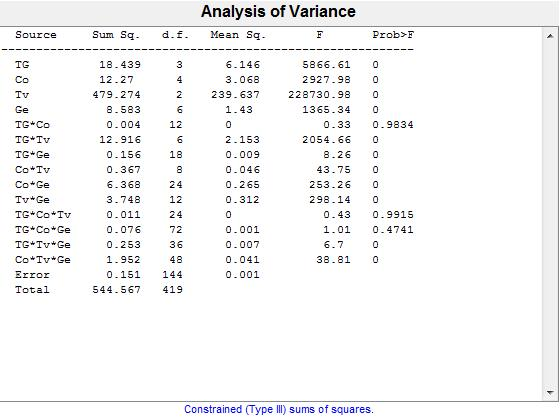 Analysis of Variance
Source Sum Sq. d.f. Mean Sq. F Prob>F
TG 18.439 3 6.146 5866.61 0
Co 12.27 4 3.068 2927.98 0
Tv 479.274 2 239.637 228730.98 0
Ge 8.583 6 1.43 1365.34 0
TG*Co 0.004 12 0 0.33 0.9834
TG*Tv 12.916 6 2.153 2054.66 0
TG*Ge 0.156 18 0.009 8.26 0
Co*Tv 0.367 8 0.046 43.75 0
Co*Ge 6.368 24 0.265 253.26 0
Tv*Ge 3.748 12 0.312 298.14 0
TG*Co*Tv 0.011 24 0 0.43 0.9915
TG*Co*Ge 0.076 72 0.001 1.01 0.4741
TG*Tv*Ge 0.253 36 0.007 6.7 0
Co*Tv*Ge 1.952 48 0.041 38.81 0
Error 0.151 144 0.001
Total 544.567 419
Constrained (Type III) sums of squares.